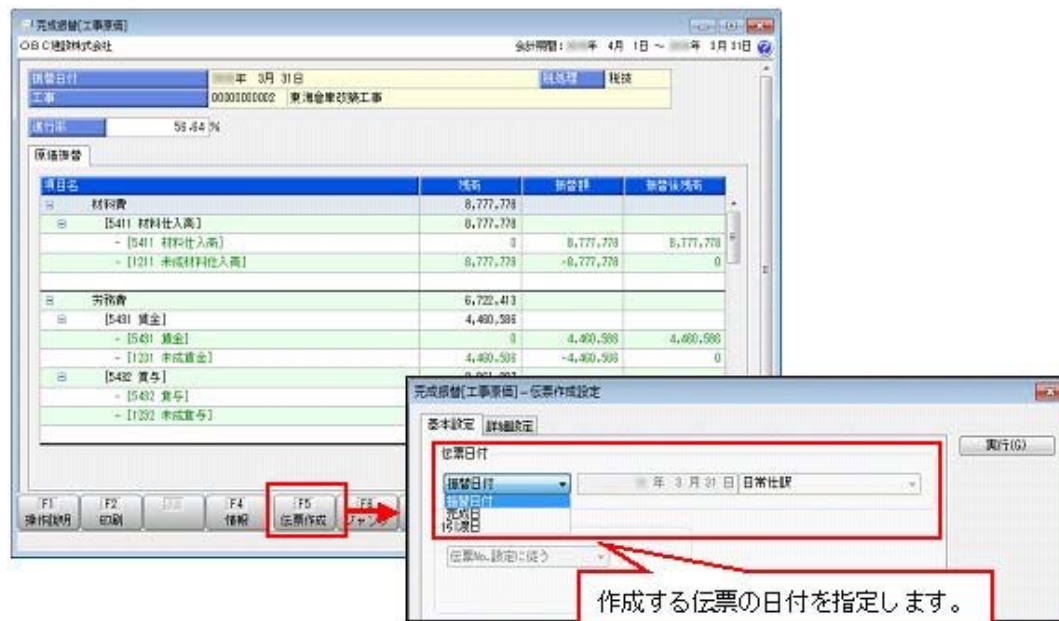 完成振替[工事原価]
OBC建設株式会社
会計期間: 年 4月 1日 ~ 年 3月31日
振替日付 年 3月 31日 税処理 税抜
工事 00000000002 東海倉庫改築工事
進行率 56.64 %
原価振替
項目名 残高 振替額 振替後残高
材料費 8,777,778
[5411 材料仕入高] 8,777,778
- [5411 材料仕入高] 0 8,777,778 8,777,778
- [1211 未成材料仕入高] 8,777,778 -8,777,778 0
労務費 6,722,413
[5431 賃金] 4,460,586
- [5431 賃金] 0 4,460,586 4,460,586
- [1231 未成賃金] 4,460,586 -4,460,586 0
[5432 賞与]
- [5432 賞与]
- [1232 未成賞与]
F1 F2 F4 F5 F6
操作説明 印刷 情報 伝票作成 ジャンプ
完成振替[工事原価]-伝票作成設定
基本設定 詳細設定
実行(G)
伝票日付
振替日付 年 3月31日 日常仕訳
振替日付
完成日
引渡日
伝票No.設定に従う
作成する伝票の日付を指定します。